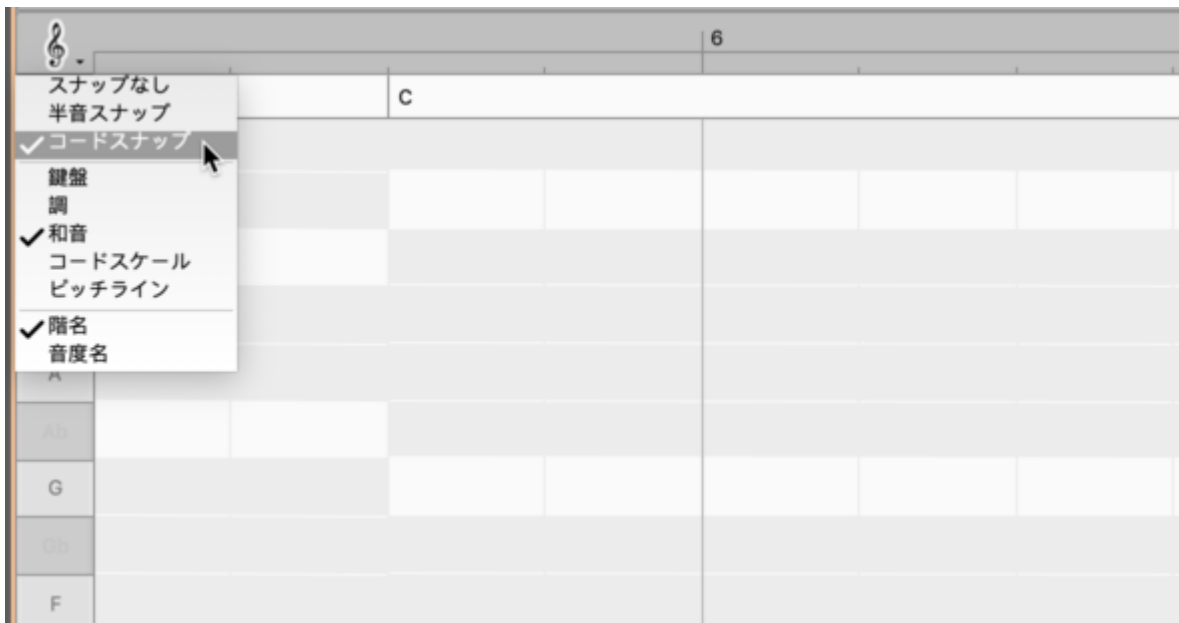 6
スナップなし
半音スナップ
C
コードスナップ
鍵盤
調
和音
コードスケール
ピッチライン
階名
音度名
A
Ab
G
Gb
F